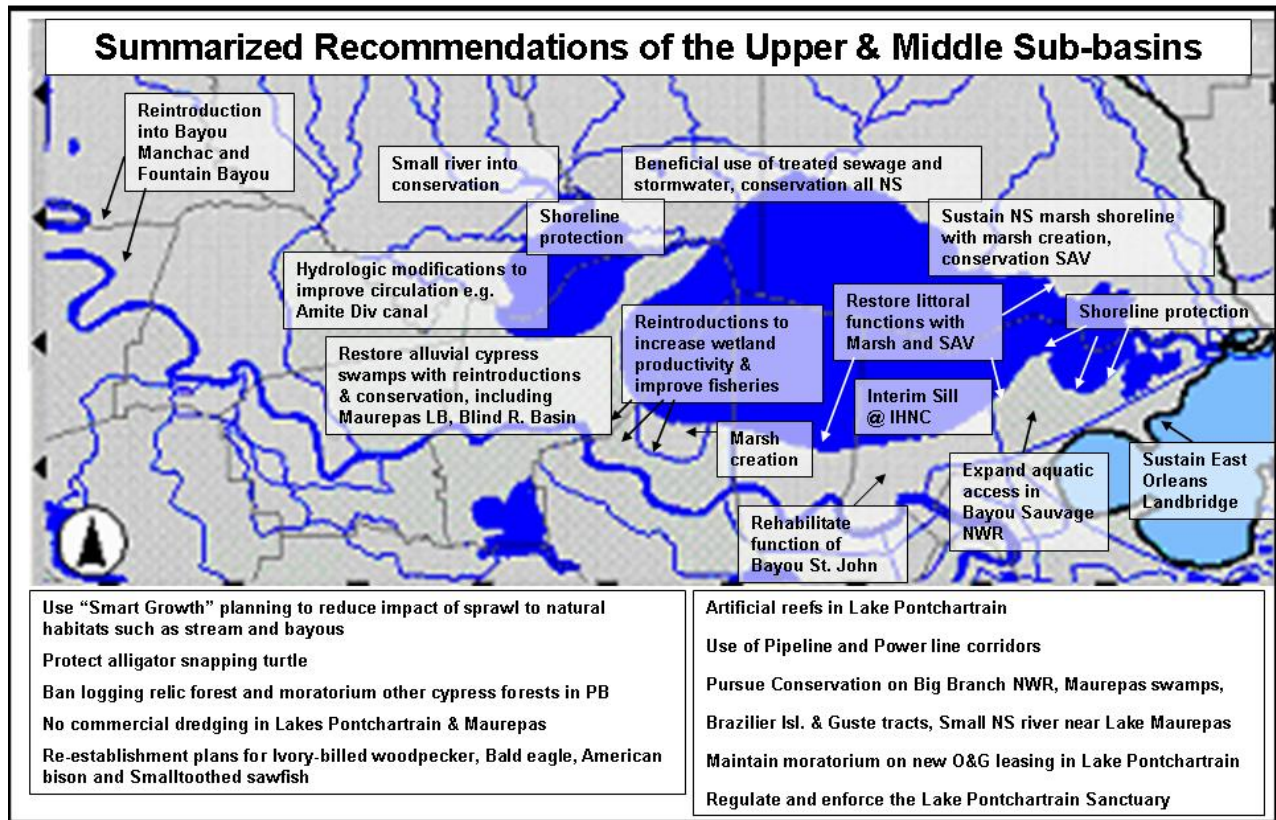 Summarized Recommendations of the Upper & Middle Sub-basins
Reintroduction
into Bayou
Manchac and
Fountain Bayou
Small river into
conservation
Beneficial use of treated sewage and
stormwater, conservation all NS
Shoreline
protection
Sustain NS marsh shoreline
with marsh creation,
conservation SAV
Hydrologic modifications to
improve circulation e.g.
Amite Div canal
Restore littoral
functions with
Marsh and SAV
Shoreline protection
Reintroductions to
increase wetland
productivity &
improve fisheries
Restore alluvial cypress
swamps with reintroductions
& conservation, including
Maurepas LB, Blind R. Basin
Interim Sill
@ IHNC
Marsh
creation
Expand aquatic
access in
Bayou Sauvage
NWR
Sustain East
Orleans
Landbridge
Rehabilitate
function of
Bayou St. John
Use “Smart Growth” planning to reduce impact of sprawl to natural
habitats such as stream and bayous
Protect alligator snapping turtle
Ban logging relic forest and moratorium other cypress forests in PB
No commercial dredging in Lakes Pontchartrain & Maurepas
Re-establishment plans for Ivory-billed woodpecker, Bald eagle, American
bison and Smalltoothed sawfish
Artificial reefs in Lake Pontchartrain
Use of Pipeline and Power line corridors
Pursue Conservation on Big Branch NWR, Maurepas swamps,
Brazilier Isl. & Guste tracts, Small NS river near Lake Maurepas
Maintain moratorium on new O&G leasing in Lake Pontchartrain
Regulate and enforce the Lake Pontchartrain Sanctuary